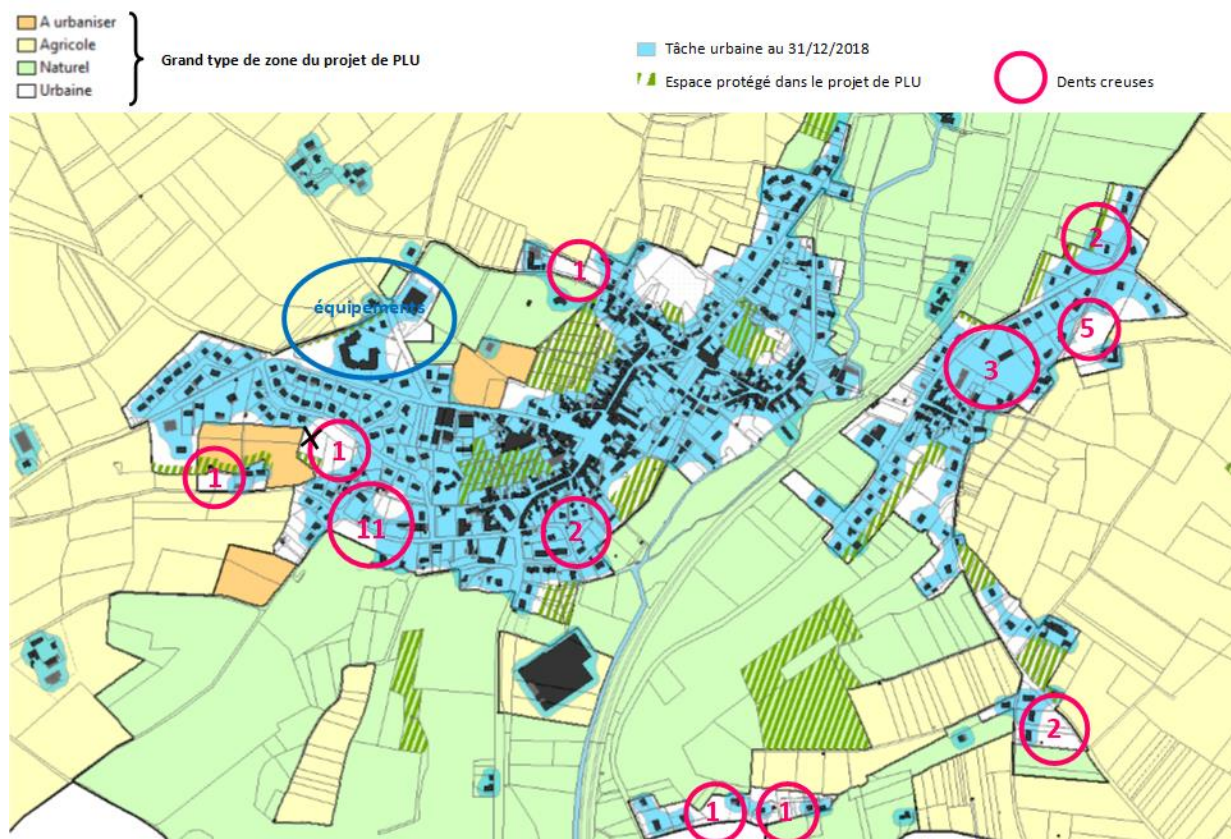 A urbaniser
Agricole
Naturel
Urbaine
Grand type de zone du projet de PLU
Tâche urbaine au 31/12/2018
Espace protégé dans le projet de PLU
Dents creuses
2
1
équipements
5
3
1
1
11
2
2
1
1